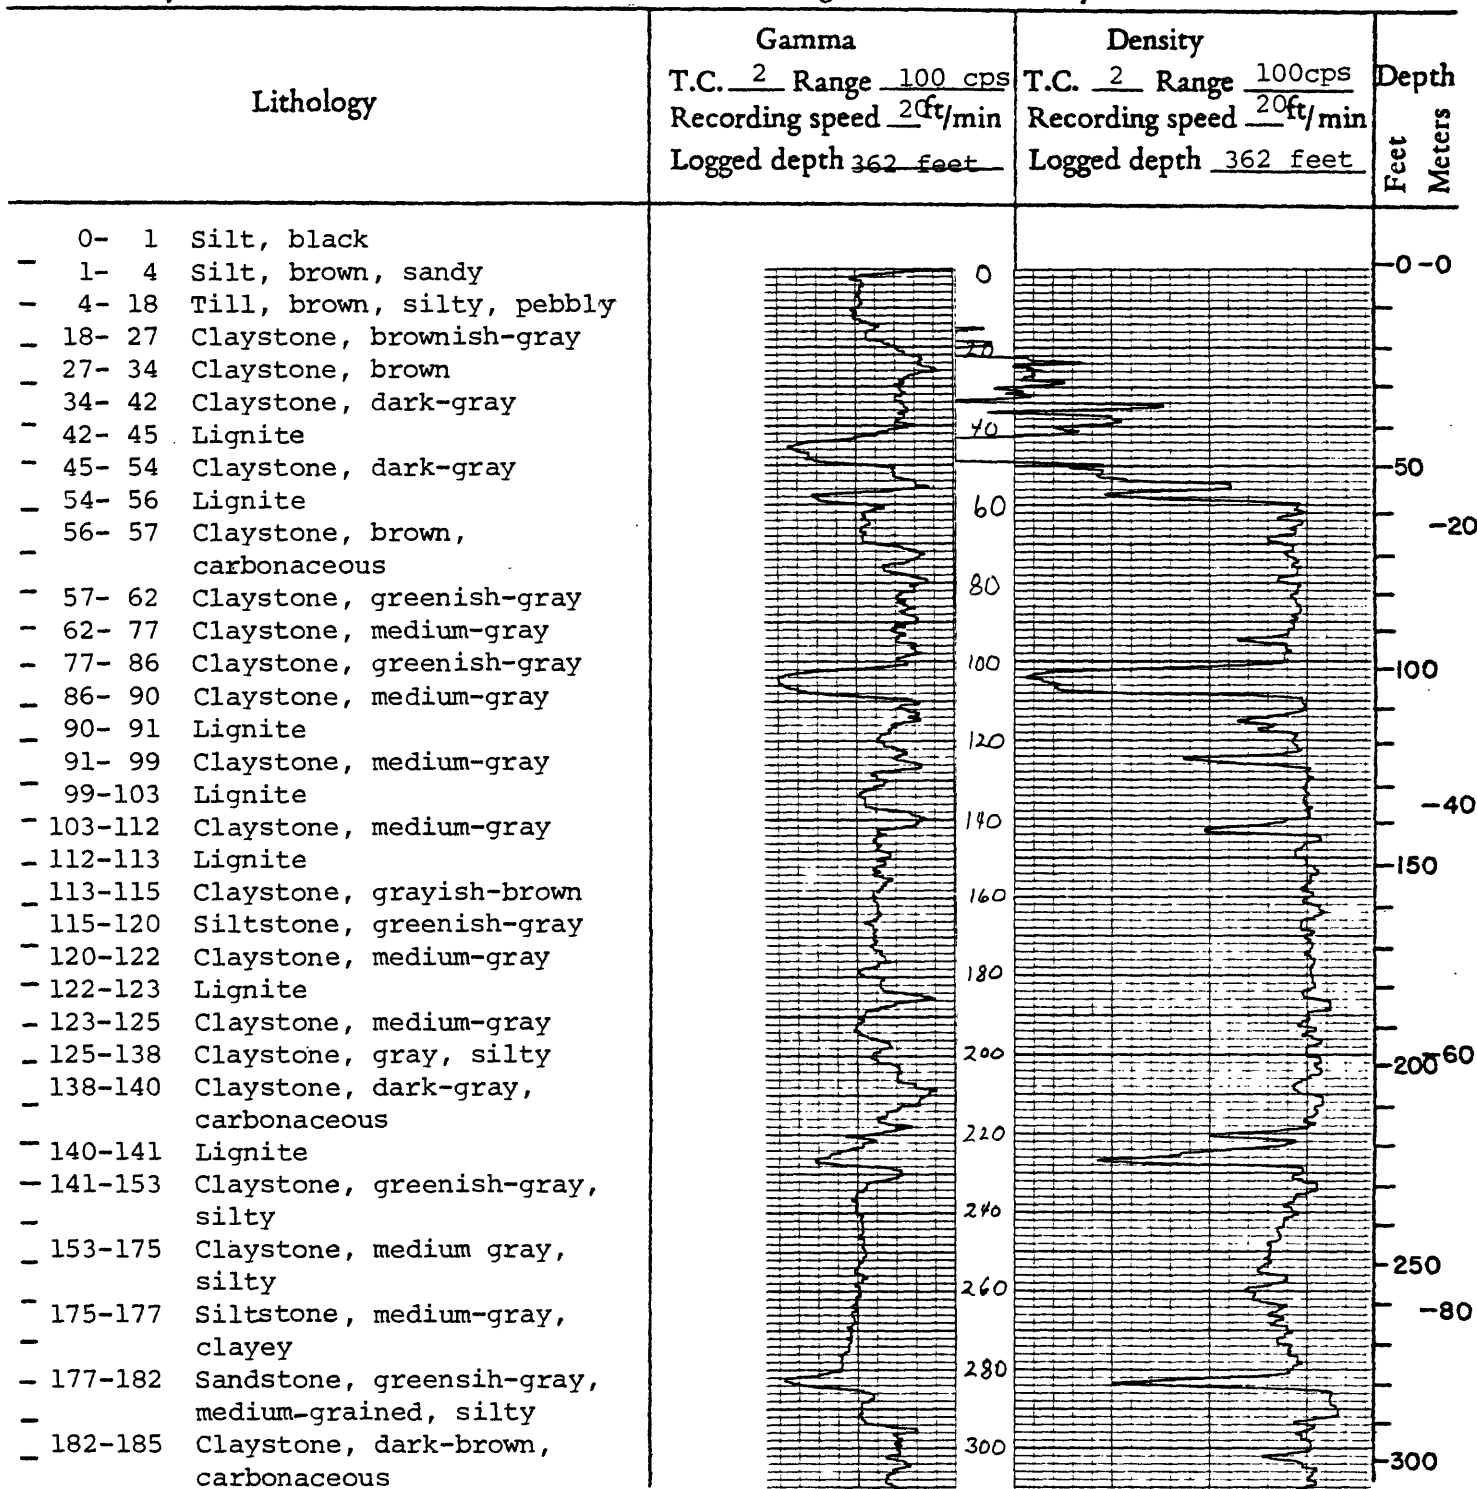 Lithology
Gamma
T.C. 2 Range 100 cps
Recording speed 20ft/min
Logged depth 362 feet
Density
T.C. 2 Range 100cps
Recording speed 20ft/min
Logged depth 362 feet
Depth
Feet
Meters
0- 1 Silt, black
1- 4 Silt, brown, sandy
4- 18 Till, brown, silty, pebbly
18- 27 Claystone, brownish-gray
27- 34 Claystone, brown
34- 42 Claystone, dark-gray
42- 45 Lignite
45- 54 Claystone, dark-gray
54- 56 Lignite
56- 57 Claystone, brown,
carbonaceous
57- 62 Claystone, greenish-gray
62- 77 Claystone, medium-gray
77- 86 Claystone, greenish-gray
86- 90 Claystone, medium-gray
90- 91 Lignite
91- 99 Claystone, medium-gray
99-103 Lignite
103-112 Claystone, medium-gray
112-113 Lignite
113-115 Claystone, grayish-brown
115-120 Siltstone, greenish-gray
120-122 Claystone, medium-gray
122-123 Lignite
123-125 Claystone, medium-gray
125-138 Claystone, gray, silty
138-140 Claystone, dark-gray,
carbonaceous
140-141 Lignite
141-153 Claystone, greenish-gray,
silty
153-175 Claystone, medium gray,
silty
175-177 Siltstone, medium-gray,
clayey
177-182 Sandstone, greensih-gray,
medium-grained, silty
182-185 Claystone, dark-brown,
carbonaceous
0
20
40
60
80
100
120
140
160
180
200
220
240
260
280
300
-0 -0
-50
-20
-100
-40
-150
-200 -60
-250
-80
-300